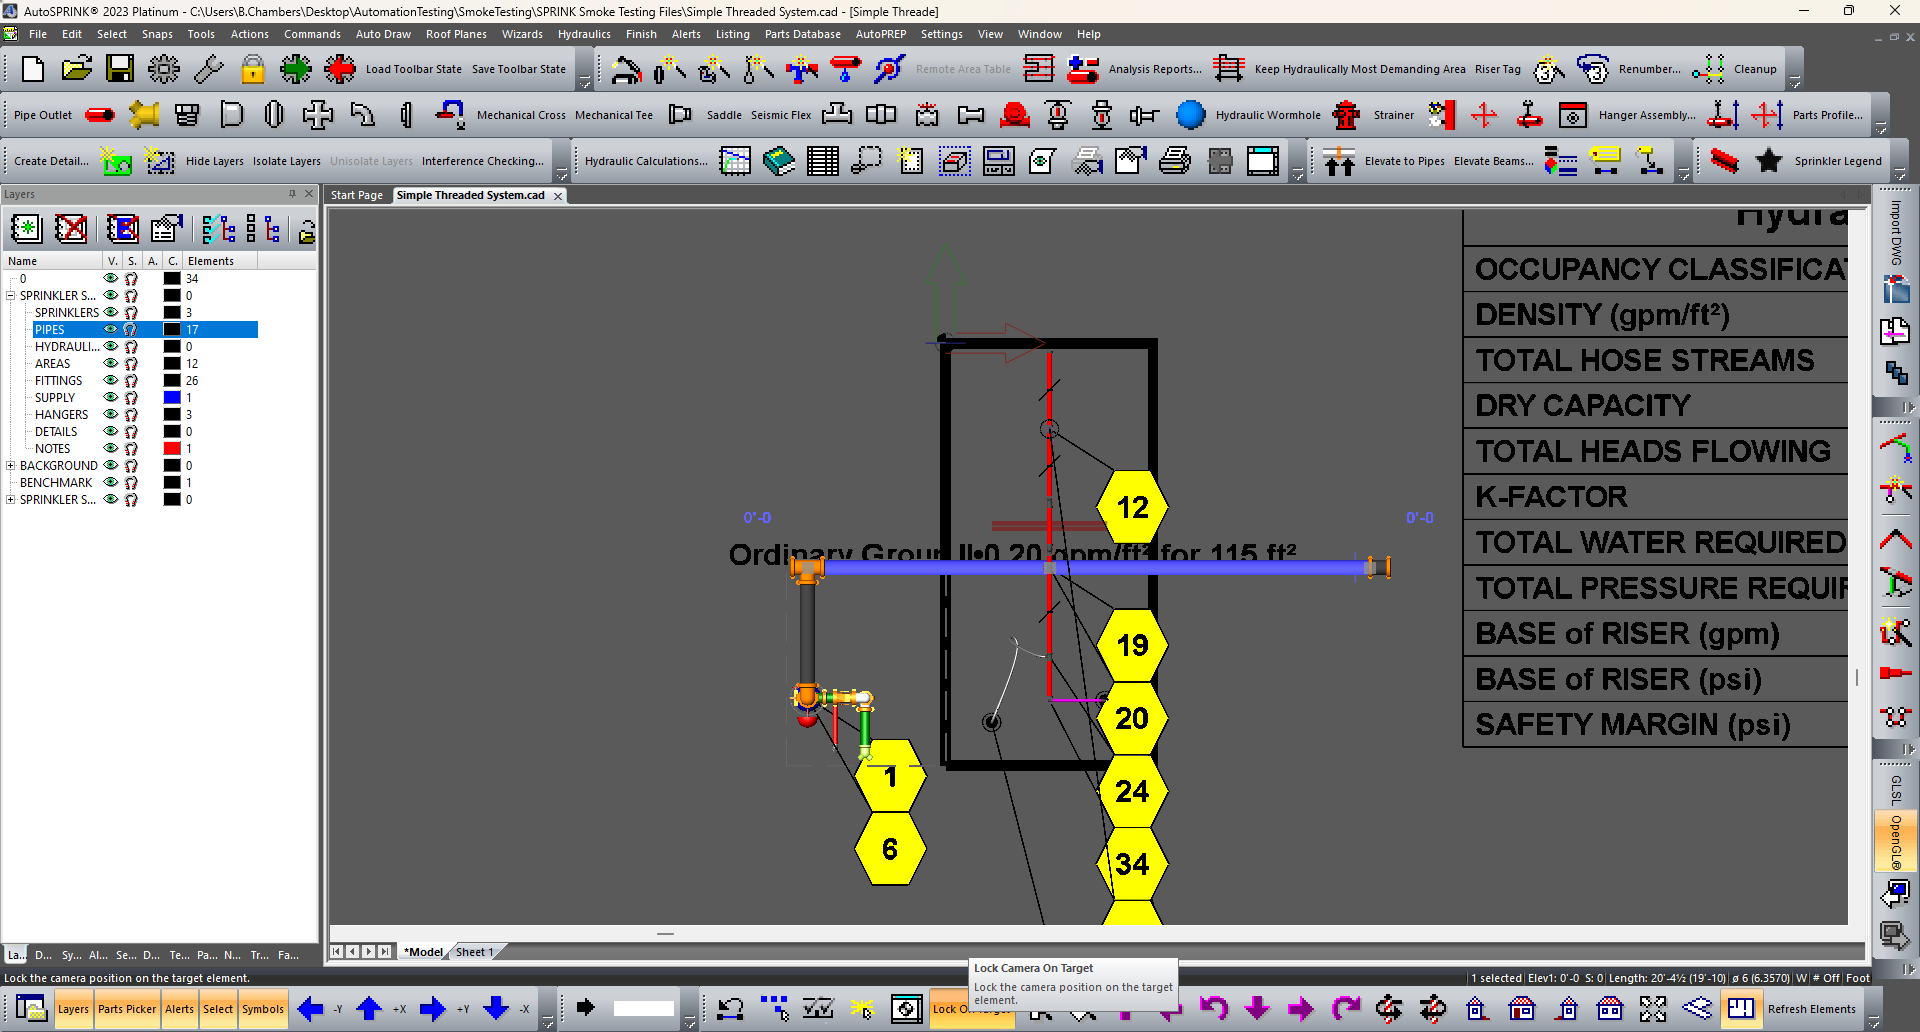 AutoSPRINK® 2023 Platinum - C:\Users\B.Chambers\Desktop\AutomationTesting\SmokeTesting\SPRINK Smoke Testing Files\Simple Threaded System.cad - [Simple Threade]
File Edit Select Snaps Tools Actions Commands Auto Draw Roof Planes Wizards Hydraulics Finish Alerts Listing Parts Database AutoPREP Settings View Window Help
Load Toolbar State Save Toolbar State Remote Area Table Analysis Reports... Keep Hydraulically Most Demanding Area Riser Tag Renumber... Cleanup
Pipe Outlet Mechanical Cross Mechanical Tee Saddle Seismic Flex Hydraulic Wormhole Strainer Hanger Assembly... Parts Profile...
Create Detail... Hide Layers Isolate Layers Unisolate Layers Interference Checking... Hydraulic Calculations... Elevate to Pipes Elevate Beams... Sprinkler Legend
Layers
Start Page Simple Threaded System.cad
Name V. S. A. C. Elements
0 34
SPRINKLER S... 0
SPRINKLERS 3
PIPES 17
HYDRAULI... 0
AREAS 12
FITTINGS 26
SUPPLY 1
HANGERS 3
DETAILS 0
NOTES 1
BACKGROUND 0
BENCHMARK 1
SPRINKLER S... 0
La... D... Sy... Al... Se... D... Te... Pa... N... Tr... Fa...
Hydra
OCCUPANCY CLASSIFICAT
DENSITY (gpm/ft²)
TOTAL HOSE STREAMS
DRY CAPACITY
TOTAL HEADS FLOWING
K-FACTOR
TOTAL WATER REQUIRED
TOTAL PRESSURE REQUIR
BASE of RISER (gpm)
BASE of RISER (psi)
SAFETY MARGIN (psi)
0'-0
0'-0
Ordinary Group II•0.20 gpm/ft² for 115 ft²
12
19
20
24
34
1
6
Import DWG
GLSL
OpenGL®
*Model Sheet 1
Lock Camera On Target
Lock the camera position on the target
element.
Lock the camera position on the target element.
1 selected Elev1: 0'-0 S: 0 Length: 20'-4½ (19'-10) ø 6 (6.3570) W # Off Foot
Layers Parts Picker Alerts Select Symbols -Y +X +Y -X Refresh Elements